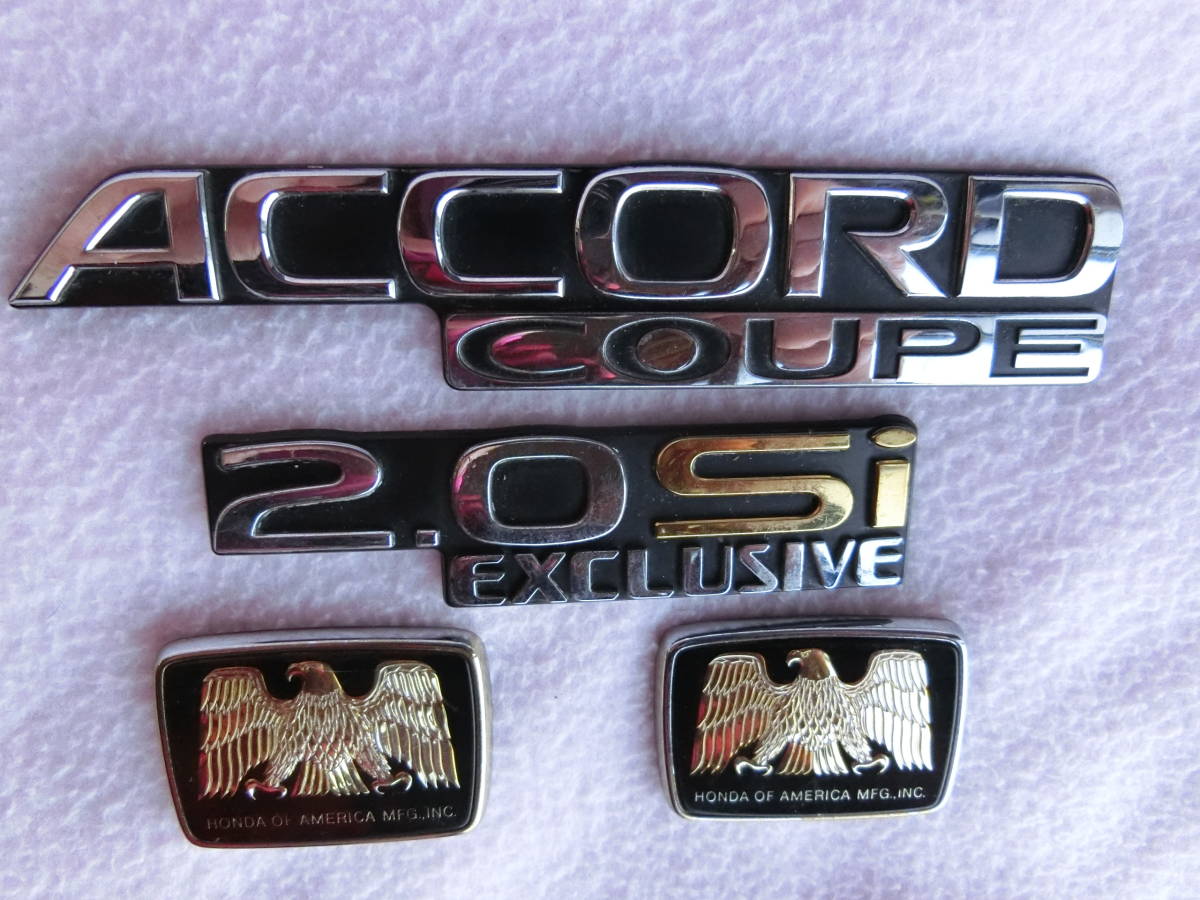 ACCORD
COUPE
2.0Si
EXCLUSIVE
HONDA OF AMERICA MFG.,INC.
HONDA OF AMERICA MFG.,INC.